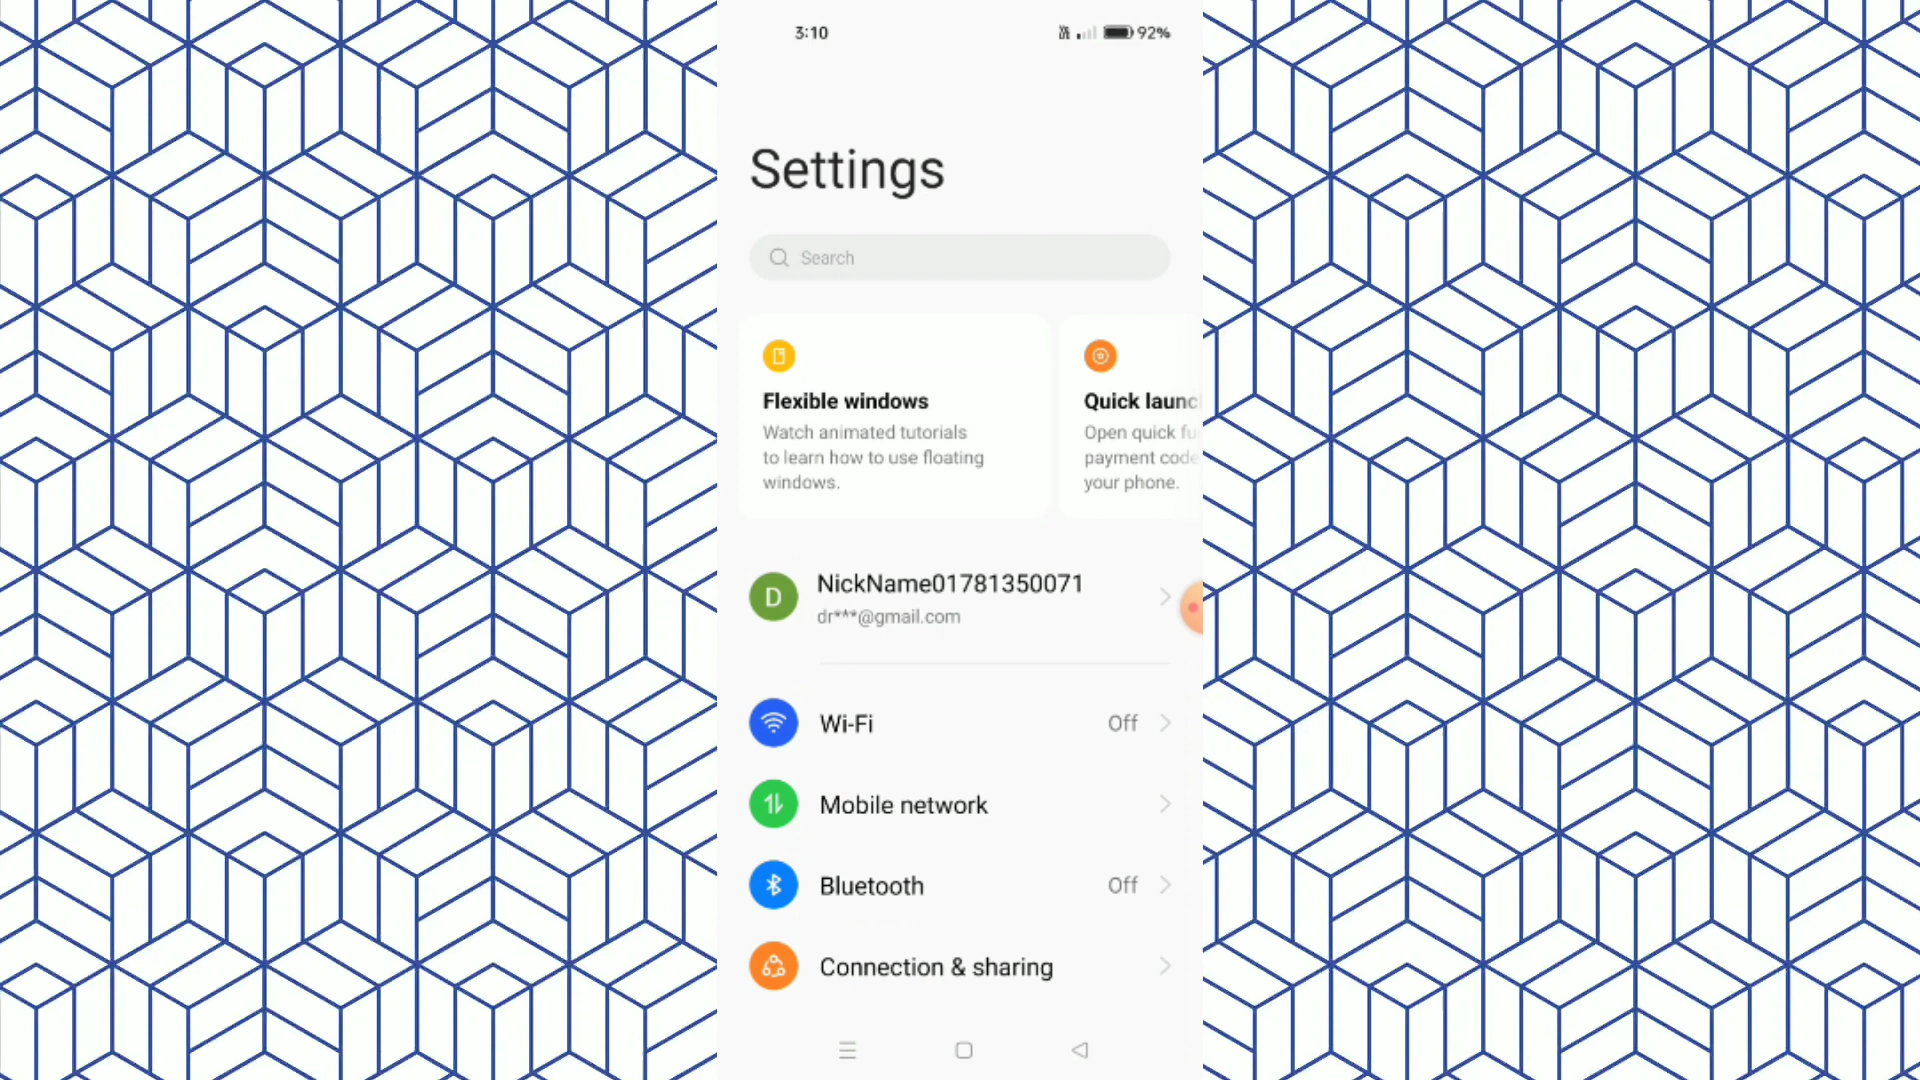 3:10
92%
Settings
Search
Flexible windows
Watch animated tutorials
to learn how to use floating
windows.
Quick launc
Open quick fu
payment code
your phone.
D
NickName01781350071
dr***@gmail.com
Wi-Fi
Off
Mobile network
Bluetooth
Off
Connection & sharing